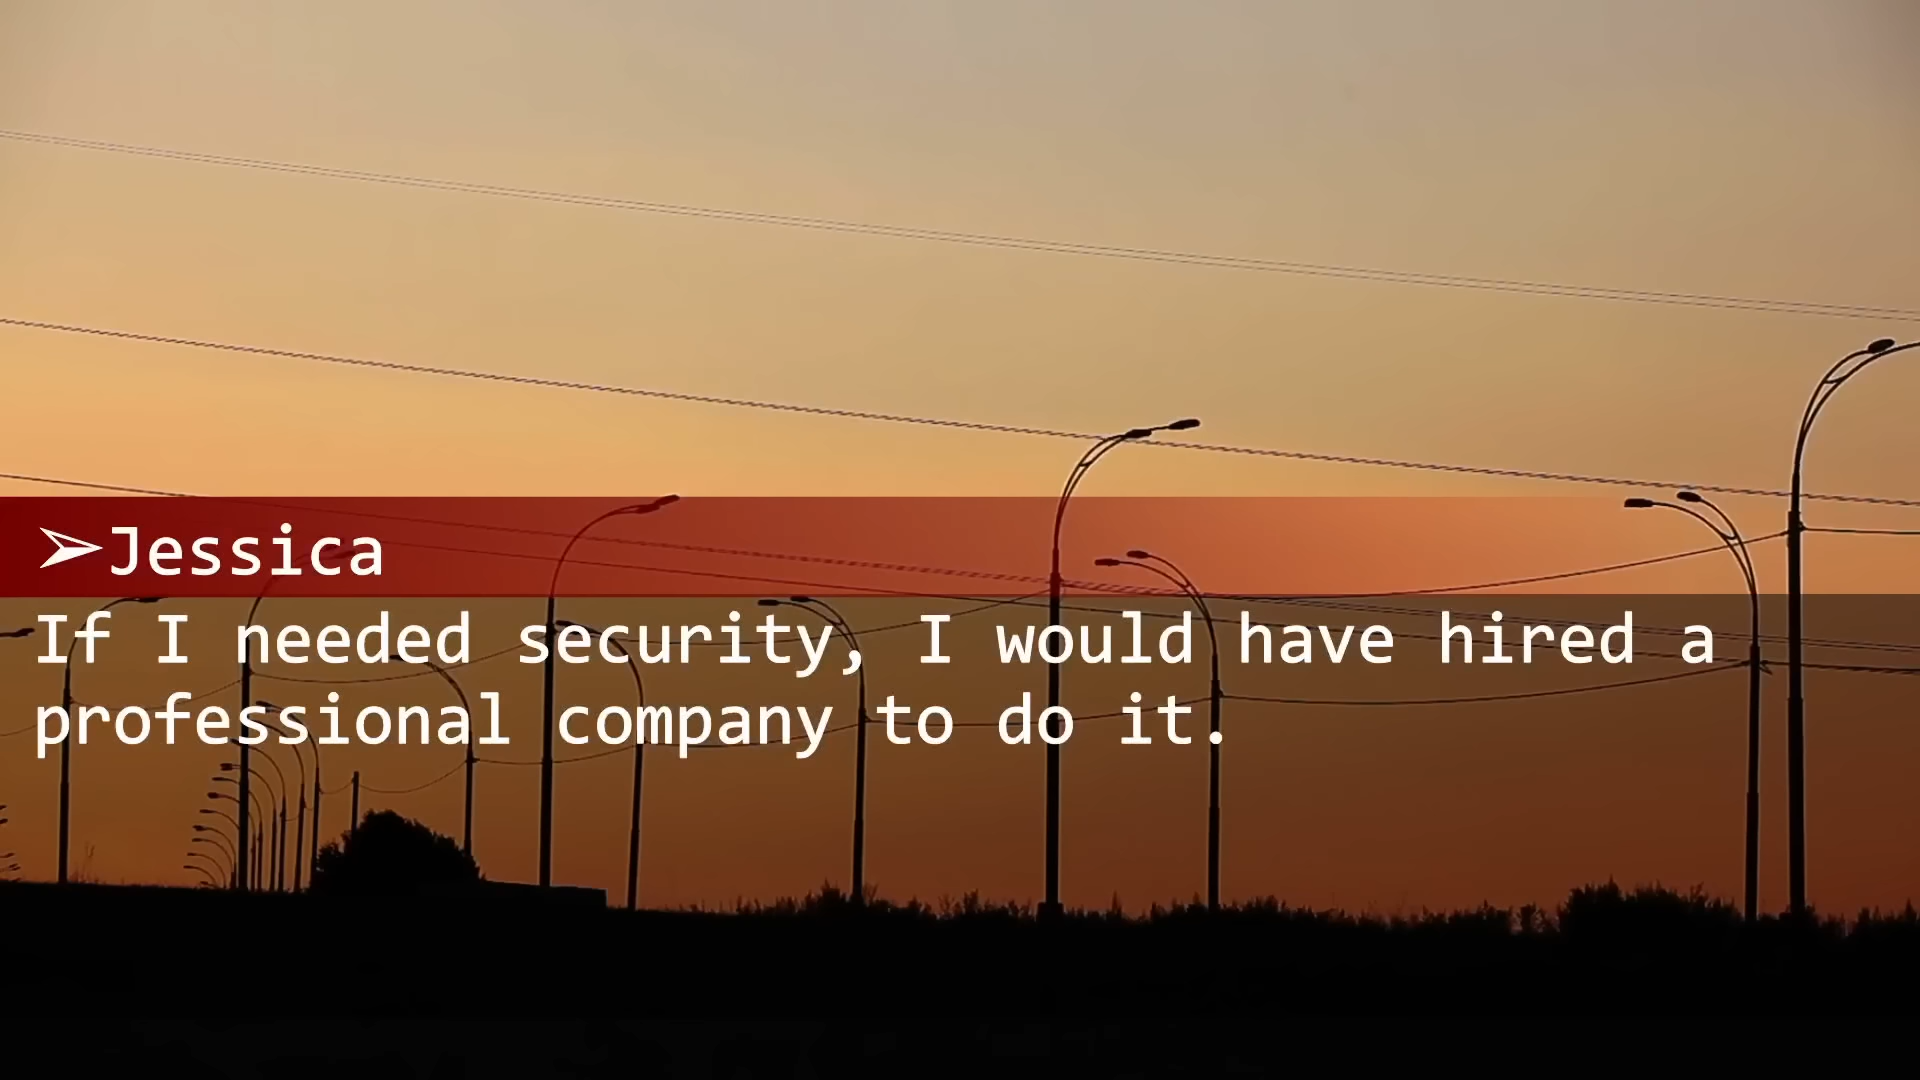 ➢Jessica
If I needed security, I would have hired a
professional company to do it.